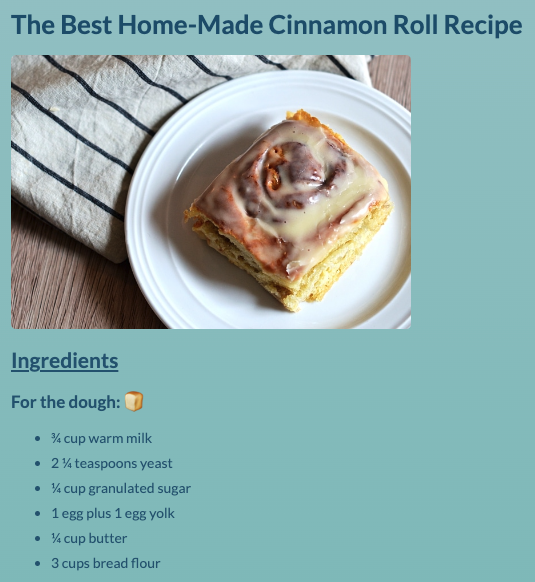 The Best Home-Made Cinnamon Roll Recipe
Ingredients
For the dough: 🍞
• ¾ cup warm milk
• 2 ¼ teaspoons yeast
• ¼ cup granulated sugar
• 1 egg plus 1 egg yolk
• ¼ cup butter
• 3 cups bread flour